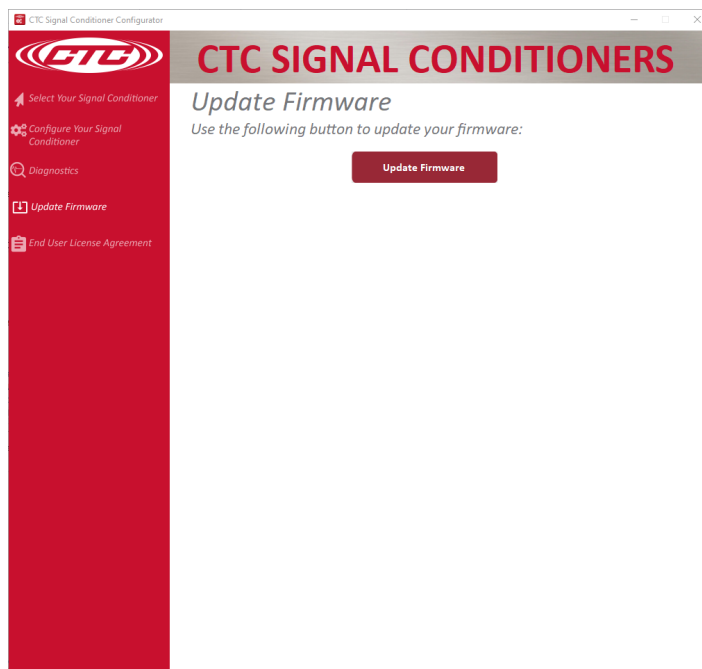 CTC Signal Conditioner Configurator
CTC
CTC SIGNAL CONDITIONERS
Select Your Signal Conditioner
Configure Your Signal
Conditioner
Diagnostics
Update Firmware
End User License Agreement
Update Firmware
Use the following button to update your firmware:
Update Firmware